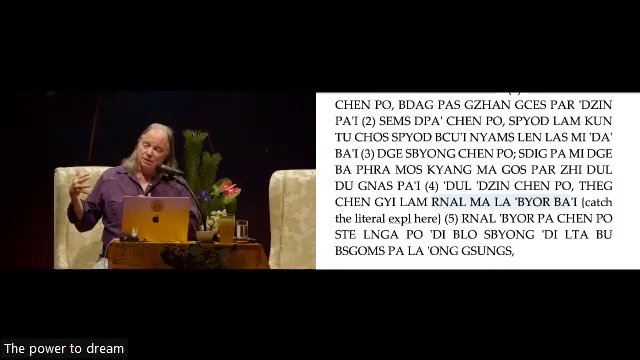 CHEN PO, BDAG PAS GZHAN GCES PAR 'DZIN
PA'I (2) SEMS DPA' CHEN PO, SPYOD LAM KUN
TU CHOS SPYOD BCU'I NYAMS LEN LAS MI 'DA'
BA'I (3) DGE SBYONG CHEN PO; SDIG PA MI DGE
BA PHRA MOS KYANG MA GOS PAR ZHI DUL
DU GNAS PA'I (4) 'DUL 'DZIN CHEN PO, THEG
CHEN GYI LAM RNAL MA LA 'BYOR BA'I {catch
the literal exp] here} (5) RNAL 'BYOR PA CHEN PO
STE LNGA PO 'DI BLO SBYONG 'DI LTA BU
BSGOMS PA LA 'ONG GSUNGS,
The power to dream